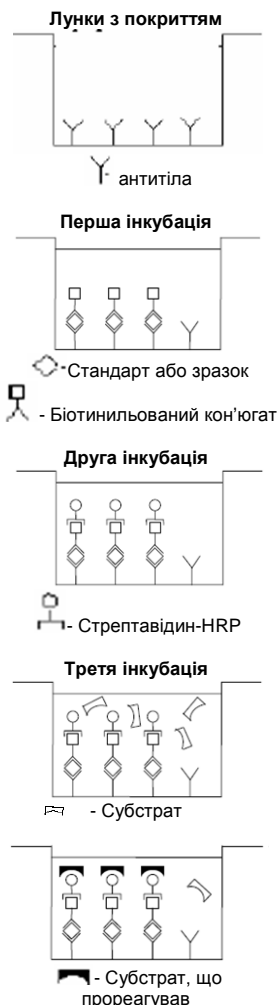 Лунки з покриттям
антитіла
Перша інкубація
-Стандарт або зразок
- Біотинильований кон’югат
Друга інкубація
- Стрептавідин-HRP
Третя інкубація
- Субстрат
- Субстрат, що
прореагував